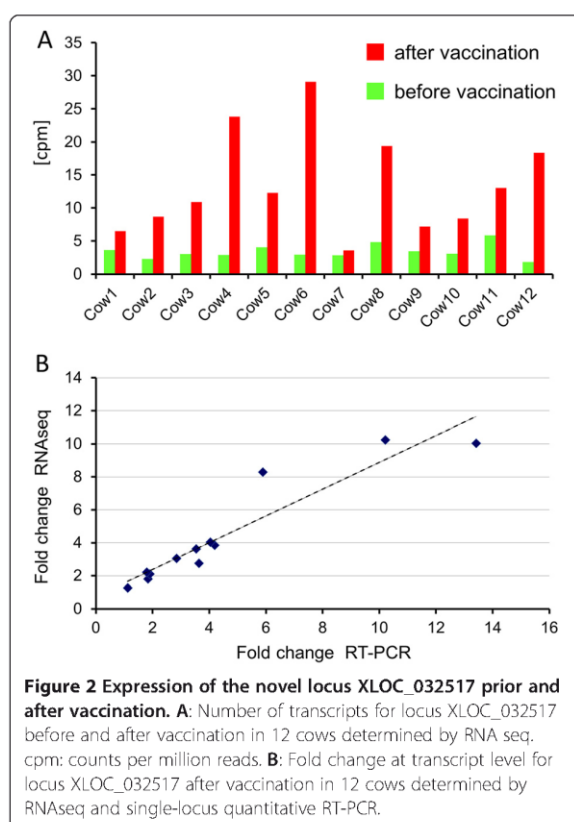 A
after vaccination
before vaccination
[cpm]
35
30
25
20
15
10
5
0
Cow1
Cow2
Cow3
Cow4
Cow5
Cow6
Cow7
Cow8
Cow9
Cow10
Cow11
Cow12
B
Fold change RNAseq
14
12
10
8
6
4
2
0
0 2 4 6 8 10 12 14 16
Fold change RT-PCR
Figure 2 Expression of the novel locus XLOC_032517 prior and
after vaccination. A: Number of transcripts for locus XLOC_032517
before and after vaccination in 12 cows determined by RNA seq.
cpm: counts per million reads. B: Fold change at transcript level for
locus XLOC_032517 after vaccination in 12 cows determined by
RNAseq and single-locus quantitative RT-PCR.